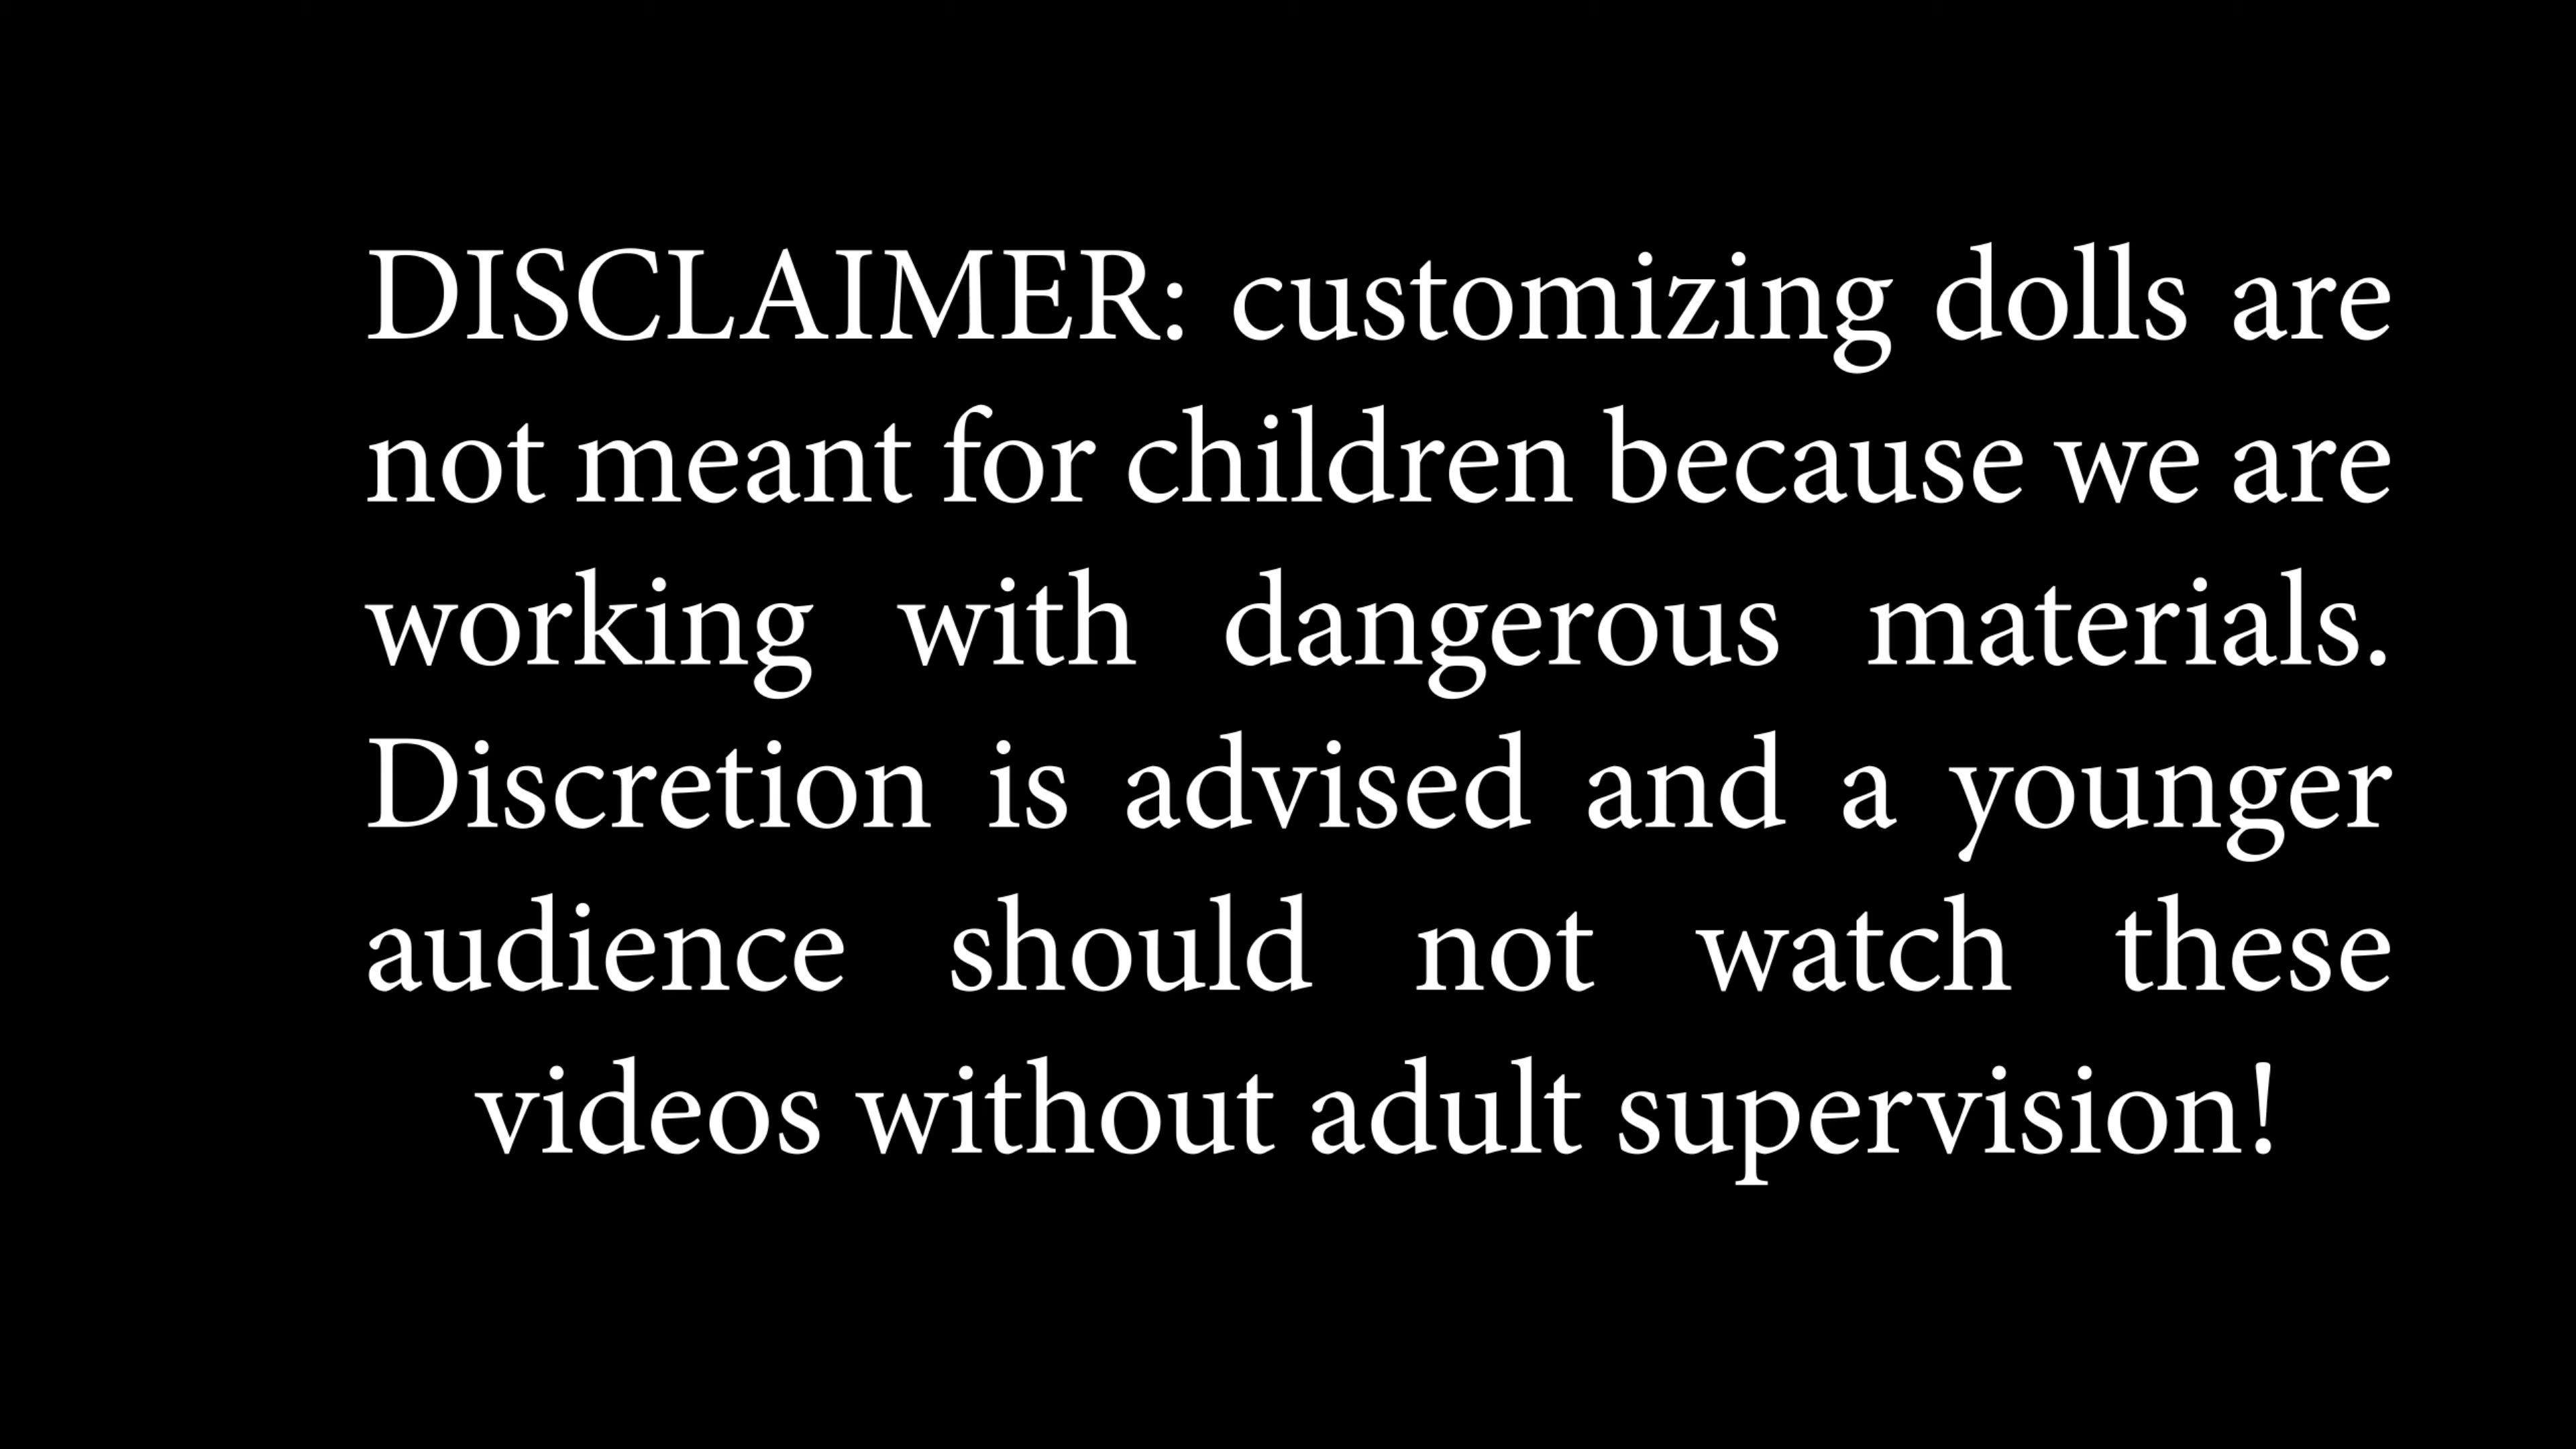 DISCLAIMER: customizing dolls are
not meant for children because we are
working with dangerous materials.
Discretion is advised and a younger
audience should not watch these
videos without adult supervision!